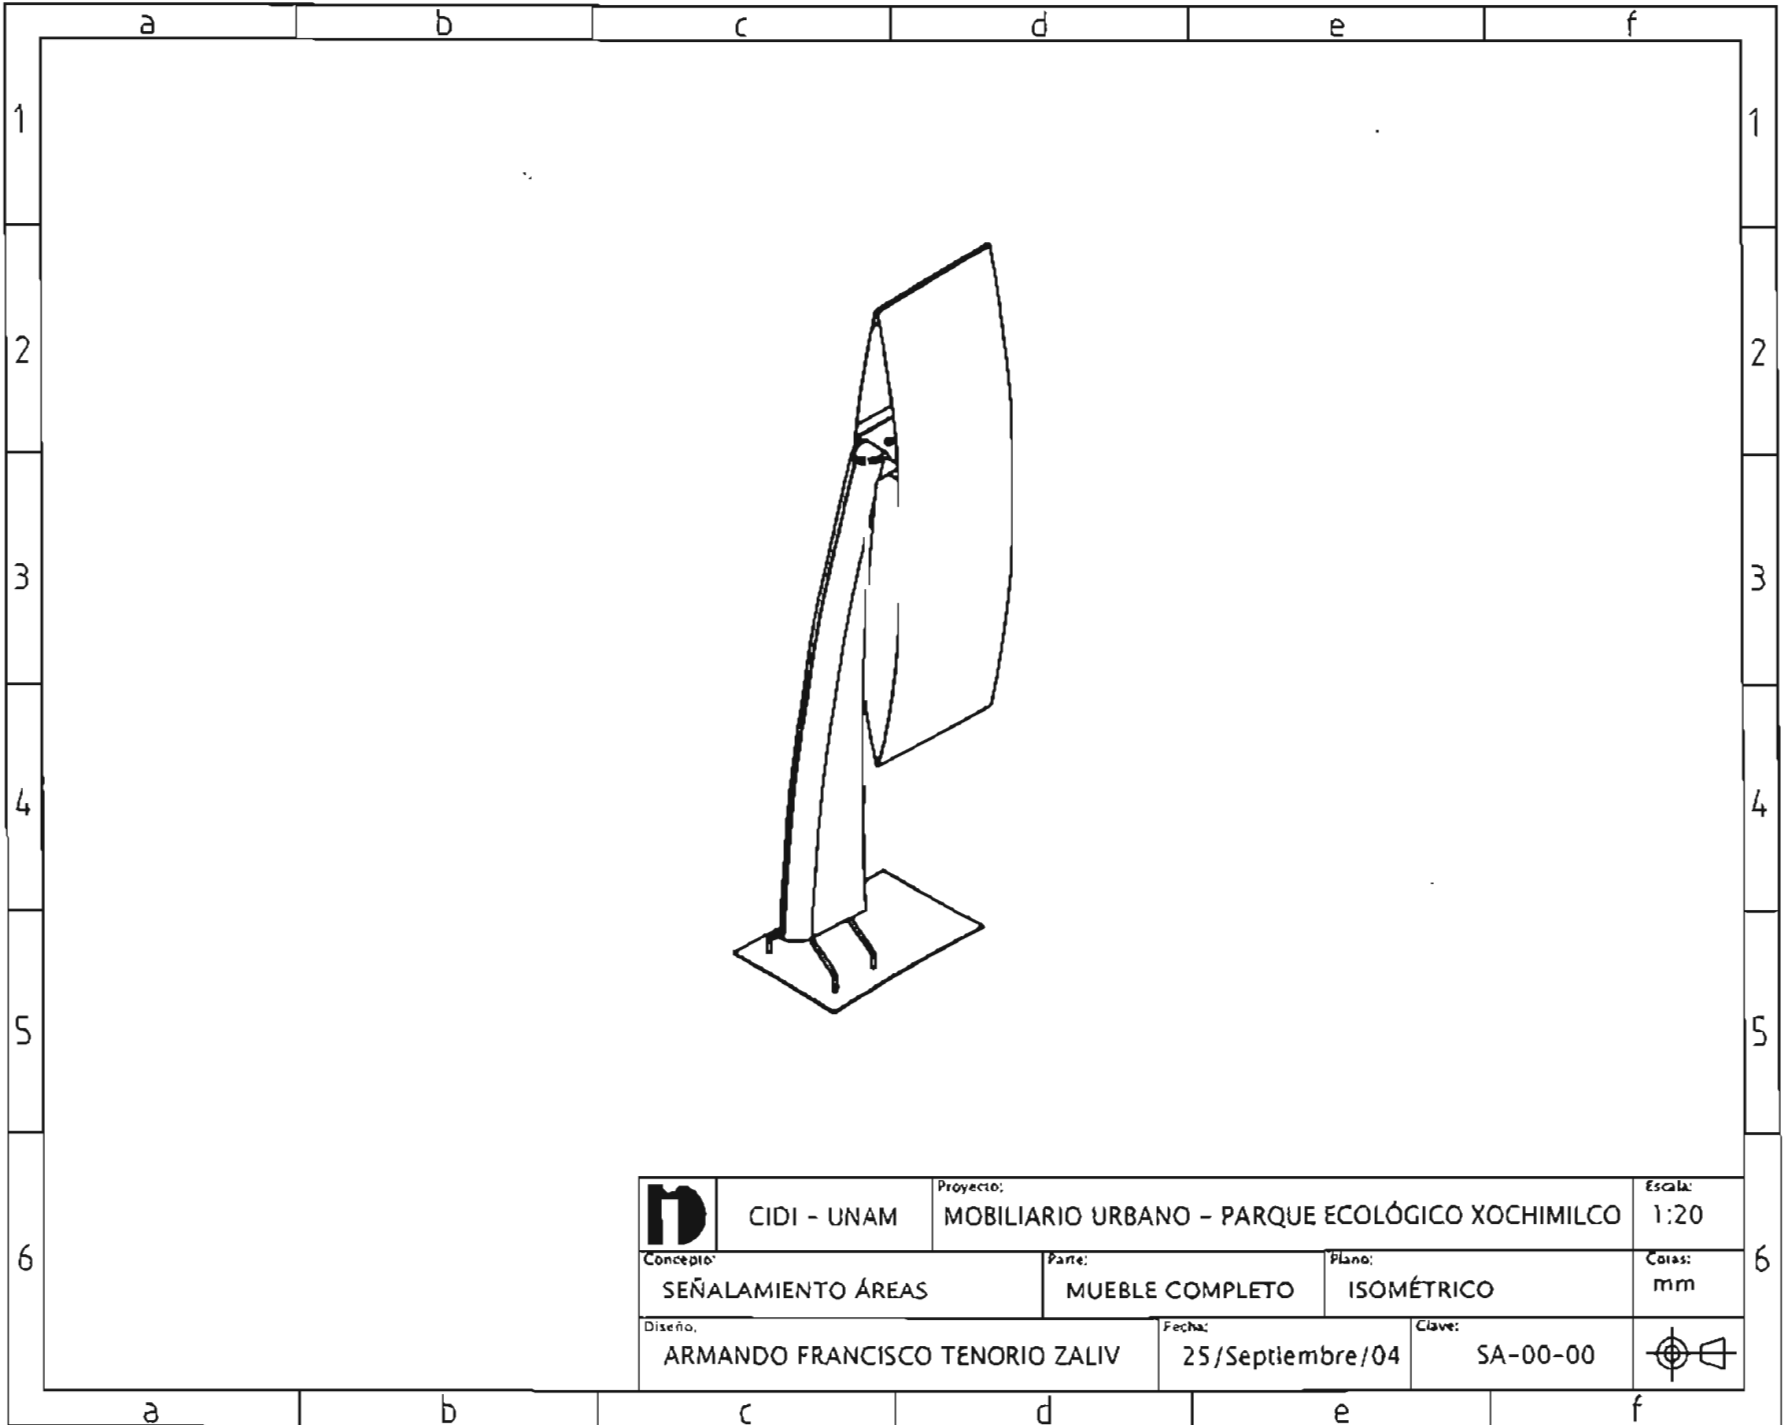 a b c d e f
1 1
2 2
3 3
4 4
5 5
6 6
CIDI - UNAM
Proyecto:
MOBILIARIO URBANO - PARQUE ECOLÓGICO XOCHIMILCO
Escala:
1:20
Concepto:
SEÑALAMIENTO ÁREAS
Parte:
MUEBLE COMPLETO
Plano:
ISOMÉTRICO
Cotas:
mm
Diseño:
ARMANDO FRANCISCO TENORIO ZALIV
Fecha:
25/Septiembre/04
Clave:
SA-00-00
a b c d e f